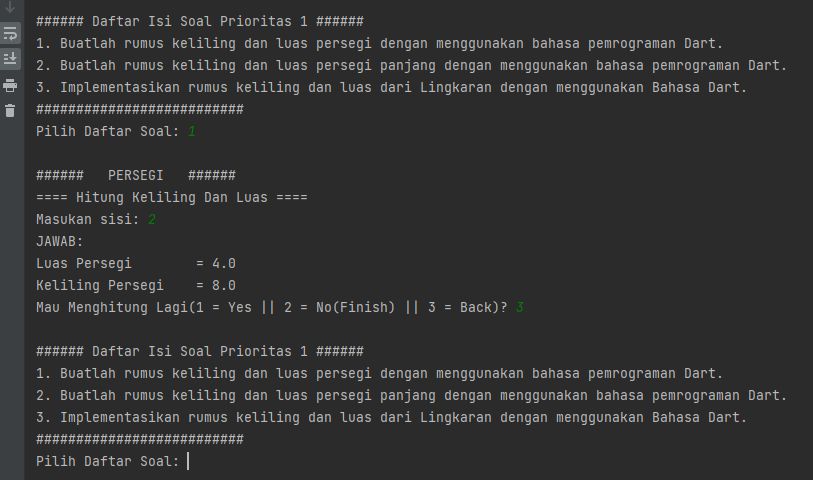 ###### Daftar Isi Soal Prioritas 1 ######
1. Buatlah rumus keliling dan luas persegi dengan menggunakan bahasa pemrograman Dart.
2. Buatlah rumus keliling dan luas persegi panjang dengan menggunakan bahasa pemrograman Dart.
3. Implementasikan rumus keliling dan luas dari Lingkaran dengan menggunakan Bahasa Dart.
##########################
Pilih Daftar Soal: 1
######   PERSEGI   ######
==== Hitung Keliling Dan Luas ====
Masukan sisi: 2
JAWAB:
Luas Persegi        = 4.0
Keliling Persegi    = 8.0
Mau Menghitung Lagi(1 = Yes || 2 = No(Finish) || 3 = Back)? 3
###### Daftar Isi Soal Prioritas 1 ######
1. Buatlah rumus keliling dan luas persegi dengan menggunakan bahasa pemrograman Dart.
2. Buatlah rumus keliling dan luas persegi panjang dengan menggunakan bahasa pemrograman Dart.
3. Implementasikan rumus keliling dan luas dari Lingkaran dengan menggunakan Bahasa Dart.
##########################
Pilih Daftar Soal: